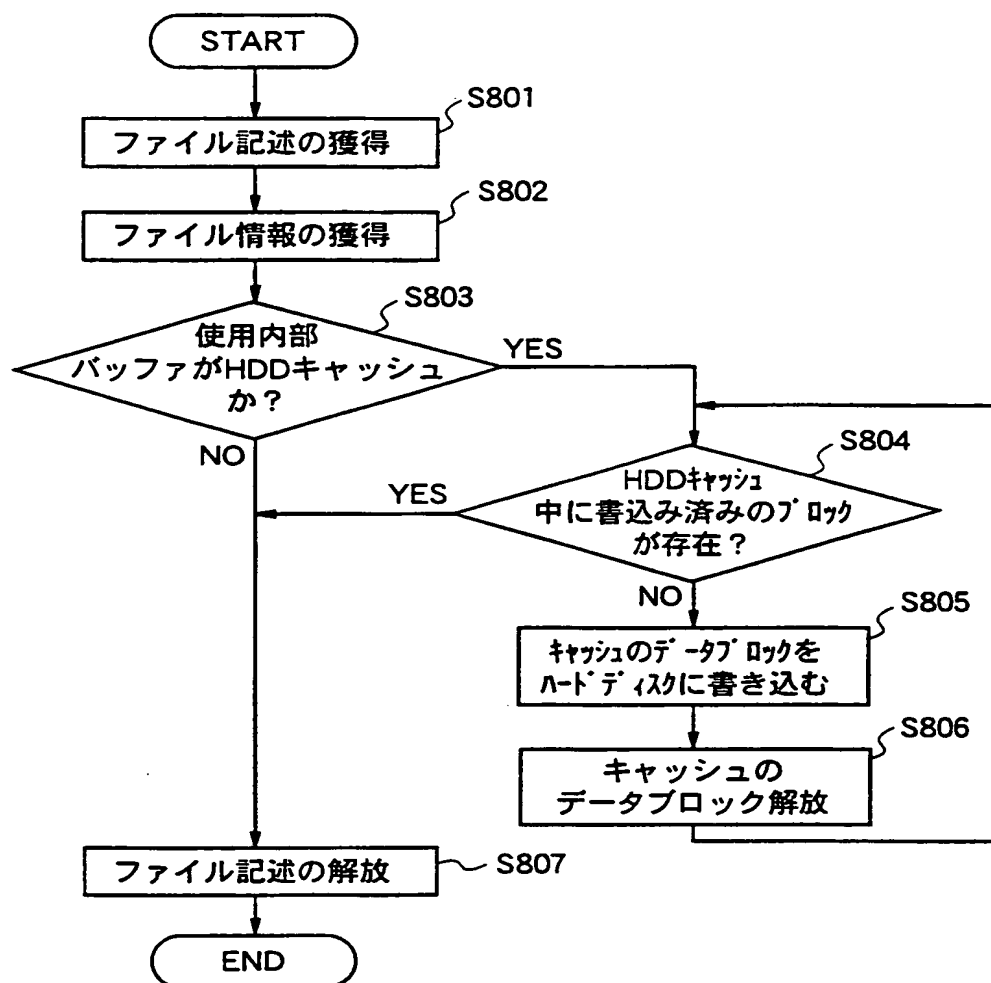 START
S801
ファイル記述の獲得
S802
ファイル情報の獲得
S803
使用内部
バッファがHDDキャッシュ
か?
YES
NO
S804
HDDｷｬｯｼｭ
中に書込み済みのﾌﾞﾛｯｸ
が存在?
YES
NO
S805
ｷｬｯｼｭのﾃﾞｰﾀﾌﾞﾛｯｸを
ﾊｰﾄﾞﾃﾞｨｽｸに書き込む
S806
キャッシュの
データブロック解放
S807
ファイル記述の解放
END